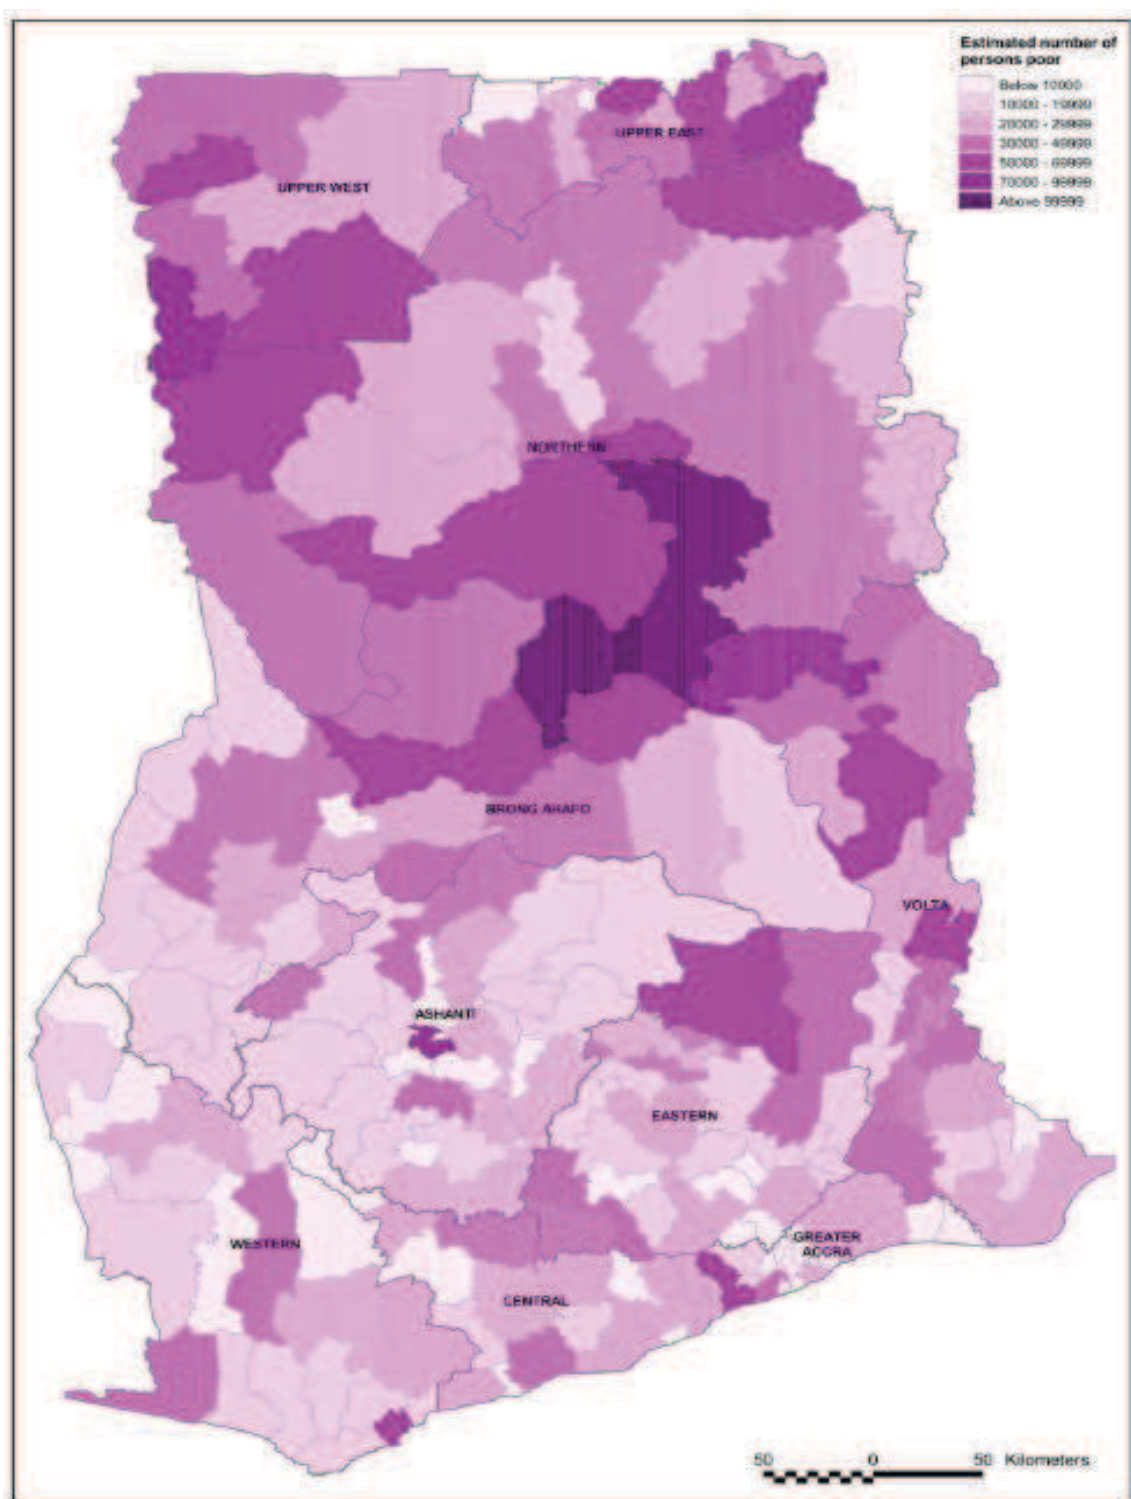 Estimated number of
persons poor
Below 10000
10000 - 19999
20000 - 29999
30000 - 49999
50000 - 69999
70000 - 99999
Above 99999
UPPER EAST
UPPER WEST
NORTHERN
BRONG AHAFO
VOLTA
ASHANTI
EASTERN
WESTERN
GREATER
ACCRA
CENTRAL
50 0 50 Kilometers